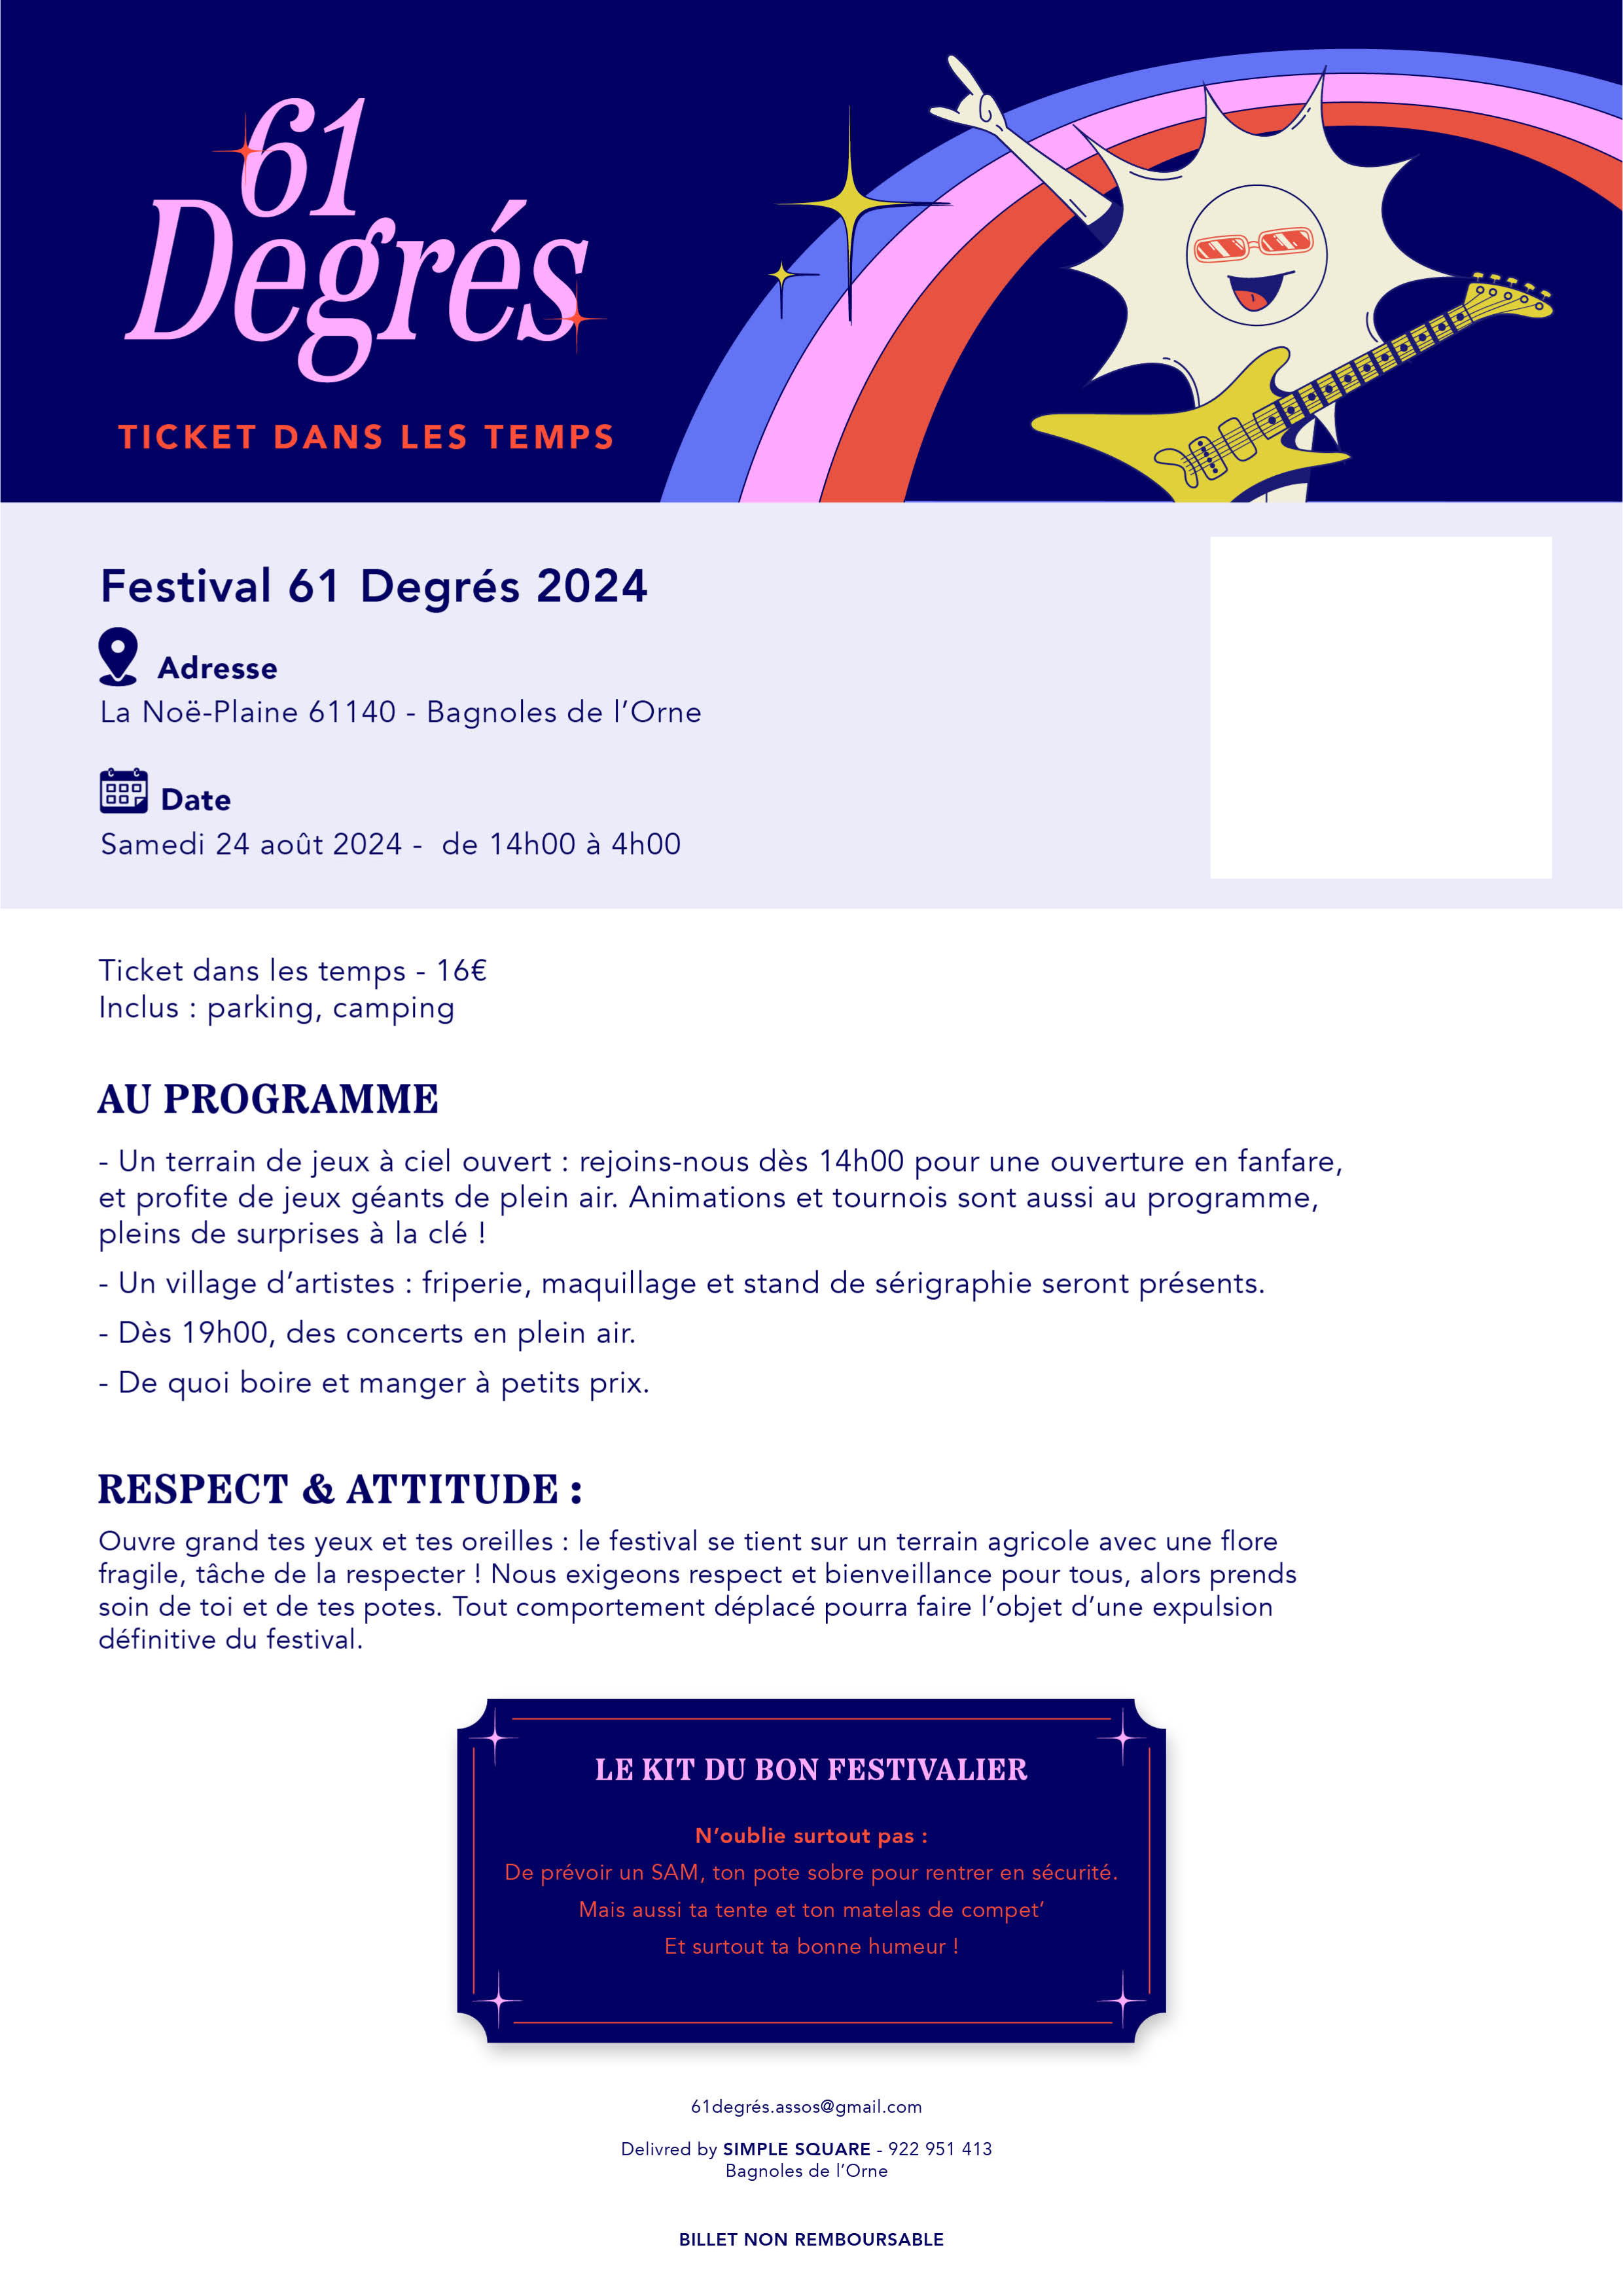 61
Degrés
TICKET DANS LES TEMPS
Festival 61 Degrés 2024
Adresse
La Noë-Plaine 61140 - Bagnoles de l’Orne
Date
Samedi 24 août 2024 -  de 14h00 à 4h00
Ticket dans les temps - 16€
Inclus : parking, camping
AU PROGRAMME
- Un terrain de jeux à ciel ouvert : rejoins-nous dès 14h00 pour une ouverture en fanfare,
et profite de jeux géants de plein air. Animations et tournois sont aussi au programme,
pleins de surprises à la clé !
- Un village d’artistes : friperie, maquillage et stand de sérigraphie seront présents.
- Dès 19h00, des concerts en plein air.
- De quoi boire et manger à petits prix.
RESPECT & ATTITUDE :
Ouvre grand tes yeux et tes oreilles : le festival se tient sur un terrain agricole avec une flore
fragile, tâche de la respecter ! Nous exigeons respect et bienveillance pour tous, alors prends
soin de toi et de tes potes. Tout comportement déplacé pourra faire l’objet d’une expulsion
définitive du festival.
LE KIT DU BON FESTIVALIER
N’oublie surtout pas :
De prévoir un SAM, ton pote sobre pour rentrer en sécurité.
Mais aussi ta tente et ton matelas de compet’
Et surtout ta bonne humeur !
61degrés.assos@gmail.com
Delivred by SIMPLE SQUARE - 922 951 413
Bagnoles de l’Orne
BILLET NON REMBOURSABLE